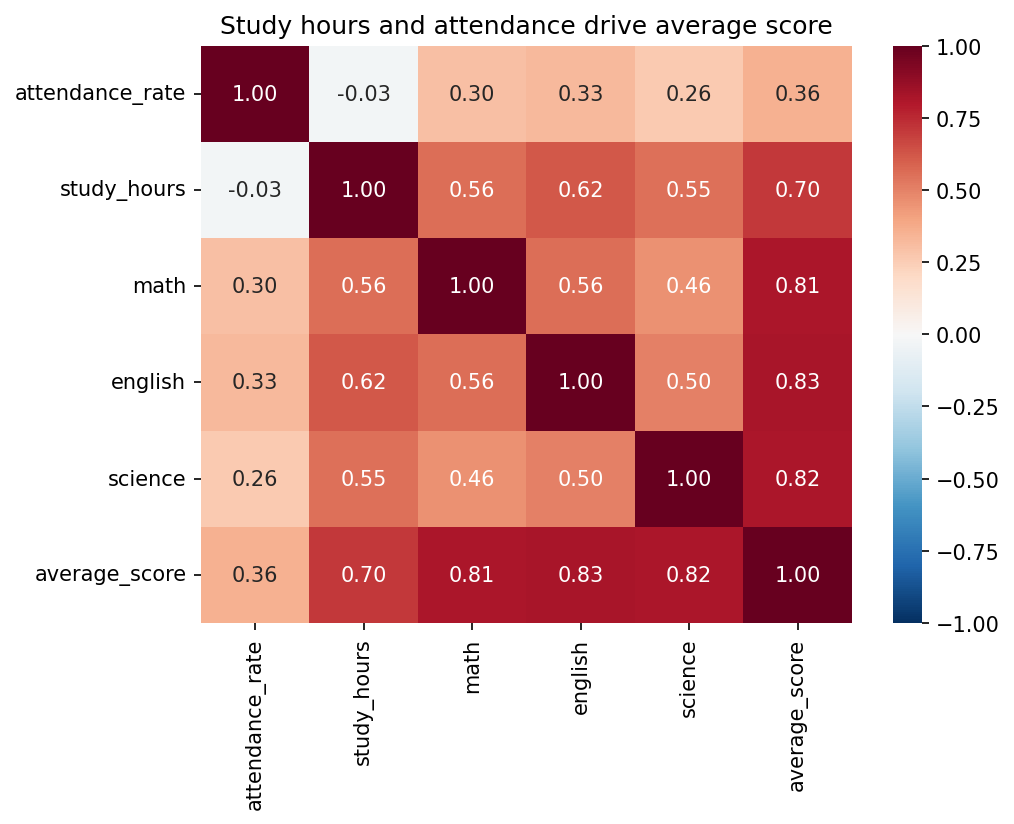 Study hours and attendance drive average score
attendance_rate 1.00 -0.03 0.30 0.33 0.26 0.36
study_hours -0.03 1.00 0.56 0.62 0.55 0.70
math 0.30 0.56 1.00 0.56 0.46 0.81
english 0.33 0.62 0.56 1.00 0.50 0.83
science 0.26 0.55 0.46 0.50 1.00 0.82
average_score 0.36 0.70 0.81 0.83 0.82 1.00
attendance_rate
study_hours
math
english
science
average_score
1.00
0.75
0.50
0.25
0.00
−0.25
−0.50
−0.75
−1.00